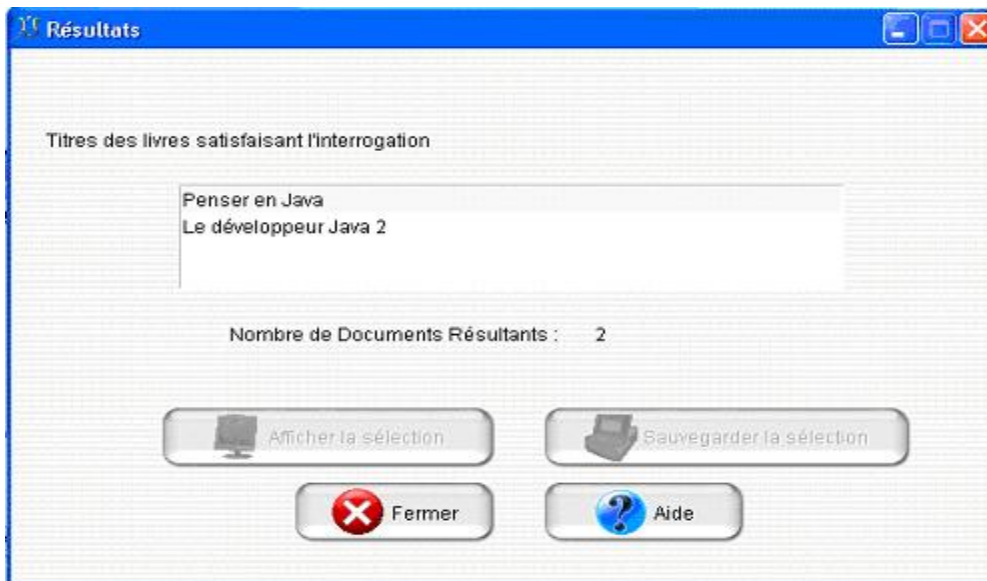 Résultats
Titres des livres satisfaisant l'interrogation
Penser en Java
Le développeur Java 2
Nombre de Documents Résultants : 2
Afficher la sélection
Sauvegarder la sélection
Fermer
Aide